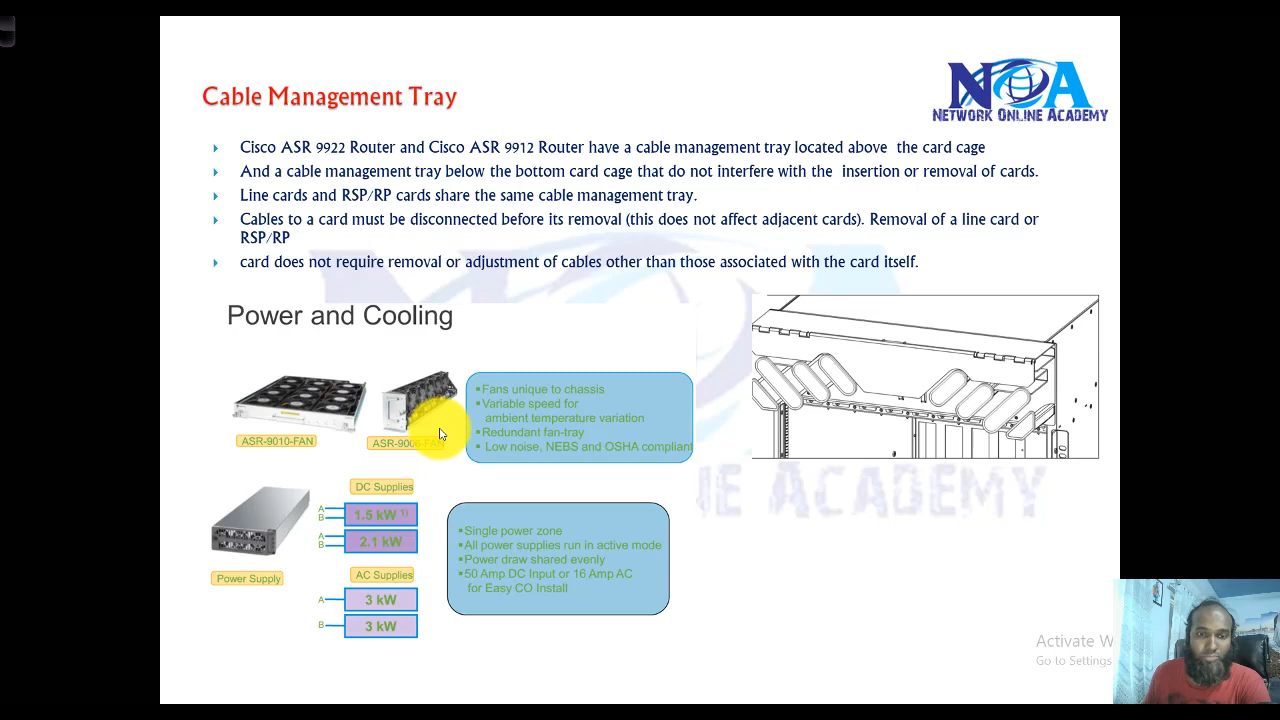 Cable Management Tray
NOA
NETWORK ONLINE ACADEMY
Cisco ASR 9922 Router and Cisco ASR 9912 Router have a cable management tray located above the card cage
And a cable management tray below the bottom card cage that do not interfere with the insertion or removal of cards.
Line cards and RSP/RP cards share the same cable management tray.
Cables to a card must be disconnected before its removal (this does not affect adjacent cards). Removal of a line card or
RSP/RP
card does not require removal or adjustment of cables other than those associated with the card itself.
Power and Cooling
ASR-9010-FAN
ASR-9006-FAN
Fans unique to chassis
Variable speed for
ambient temperature variation
Redundant fan-tray
Low noise, NEBS and OSHA compliant
Power Supply
DC Supplies
A
B
1.5 kW 1)
A
B
2.1 kW
AC Supplies
A
3 kW
B
3 kW
Single power zone
All power supplies run in active mode
Power draw shared evenly
50 Amp DC Input or 16 Amp AC
for Easy CO Install
NOA
INE ACADEMY
Activate W
Go to Settings